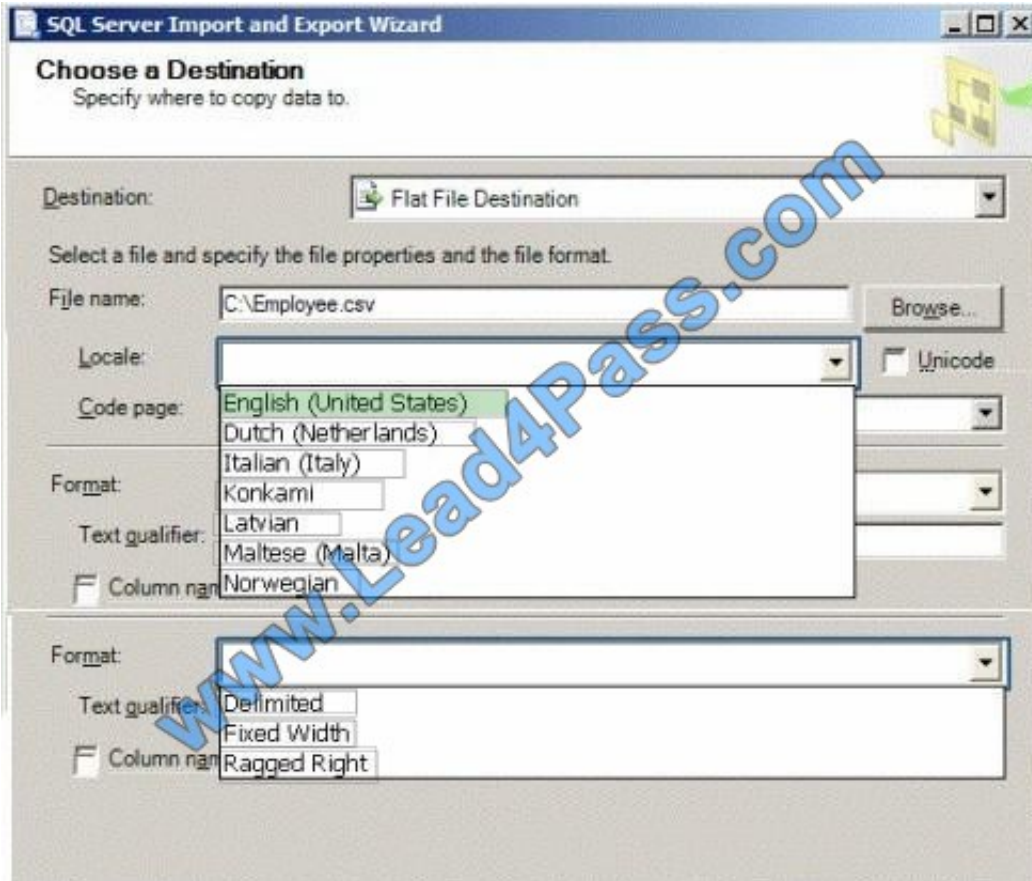 SQL Server Import and Export Wizard
Choose a Destination
Specify where to copy data to.
Destination: Flat File Destination
Select a file and specify the file properties and the file format.
File name: C:\Employee.csv Browse...
Locale: Unicode
Code page: English (United States)
Dutch (Netherlands)
Italian (Italy)
Format: Konkami
Latvian
Text qualifier: Maltese (Malta)
Column nam Norwegian
Format:
Text qualifier: Delimited
Fixed Width
Column nam Ragged Right
www.Lead4Pass.com